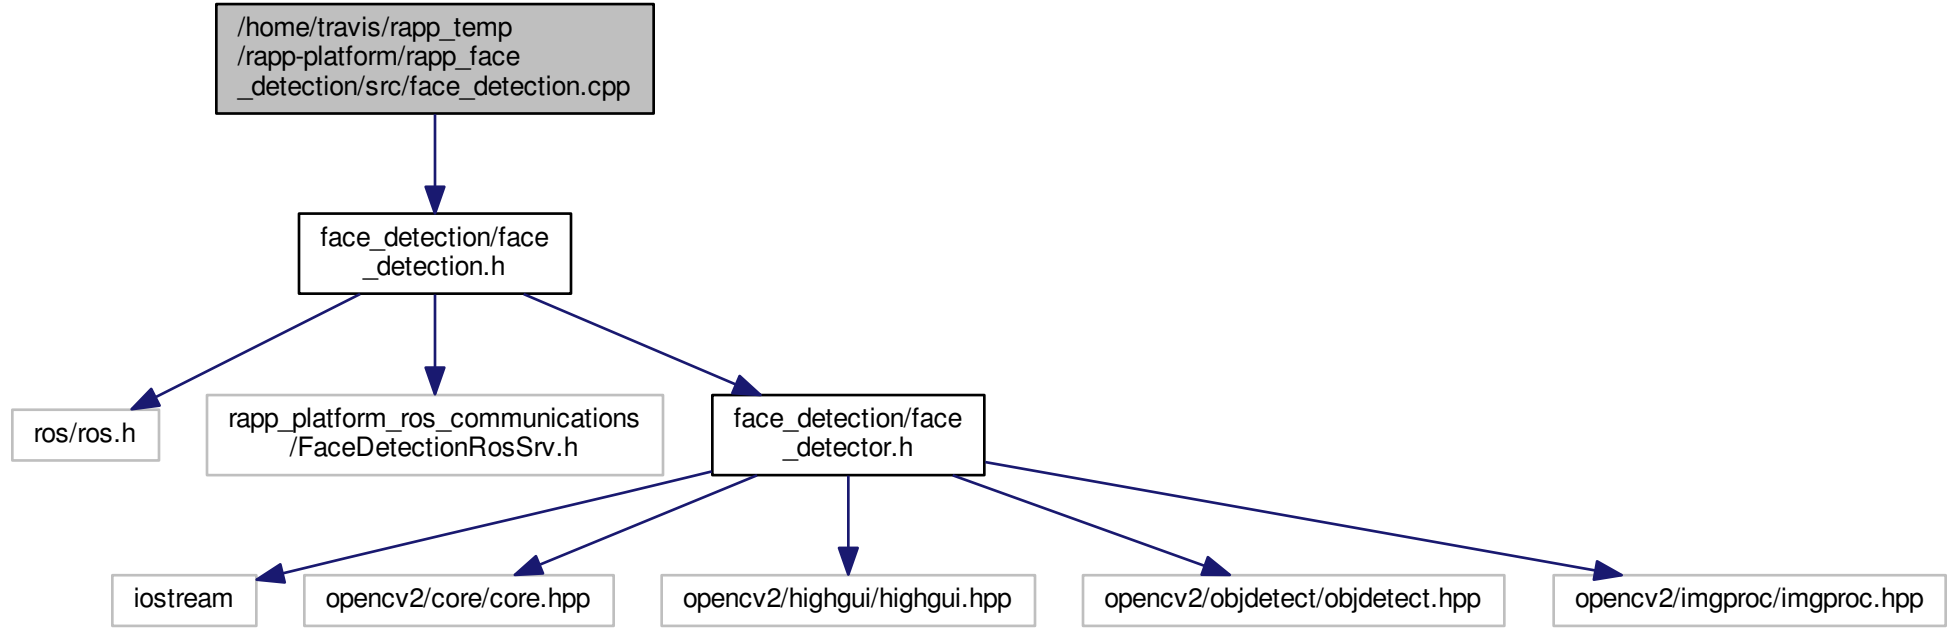 /home/travis/rapp_temp
/rapp-platform/rapp_face
_detection/src/face_detection.cpp
face_detection/face
_detection.h
ros/ros.h
rapp_platform_ros_communications
/FaceDetectionRosSrv.h
face_detection/face
_detector.h
iostream
opencv2/core/core.hpp
opencv2/highgui/highgui.hpp
opencv2/objdetect/objdetect.hpp
opencv2/imgproc/imgproc.hpp